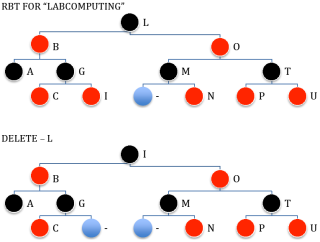 RBT FOR “LABCOMPUTING”
L
B O
A G M T
C I - N P U
DELETE – L
I
B O
A G M T
C - - N P U